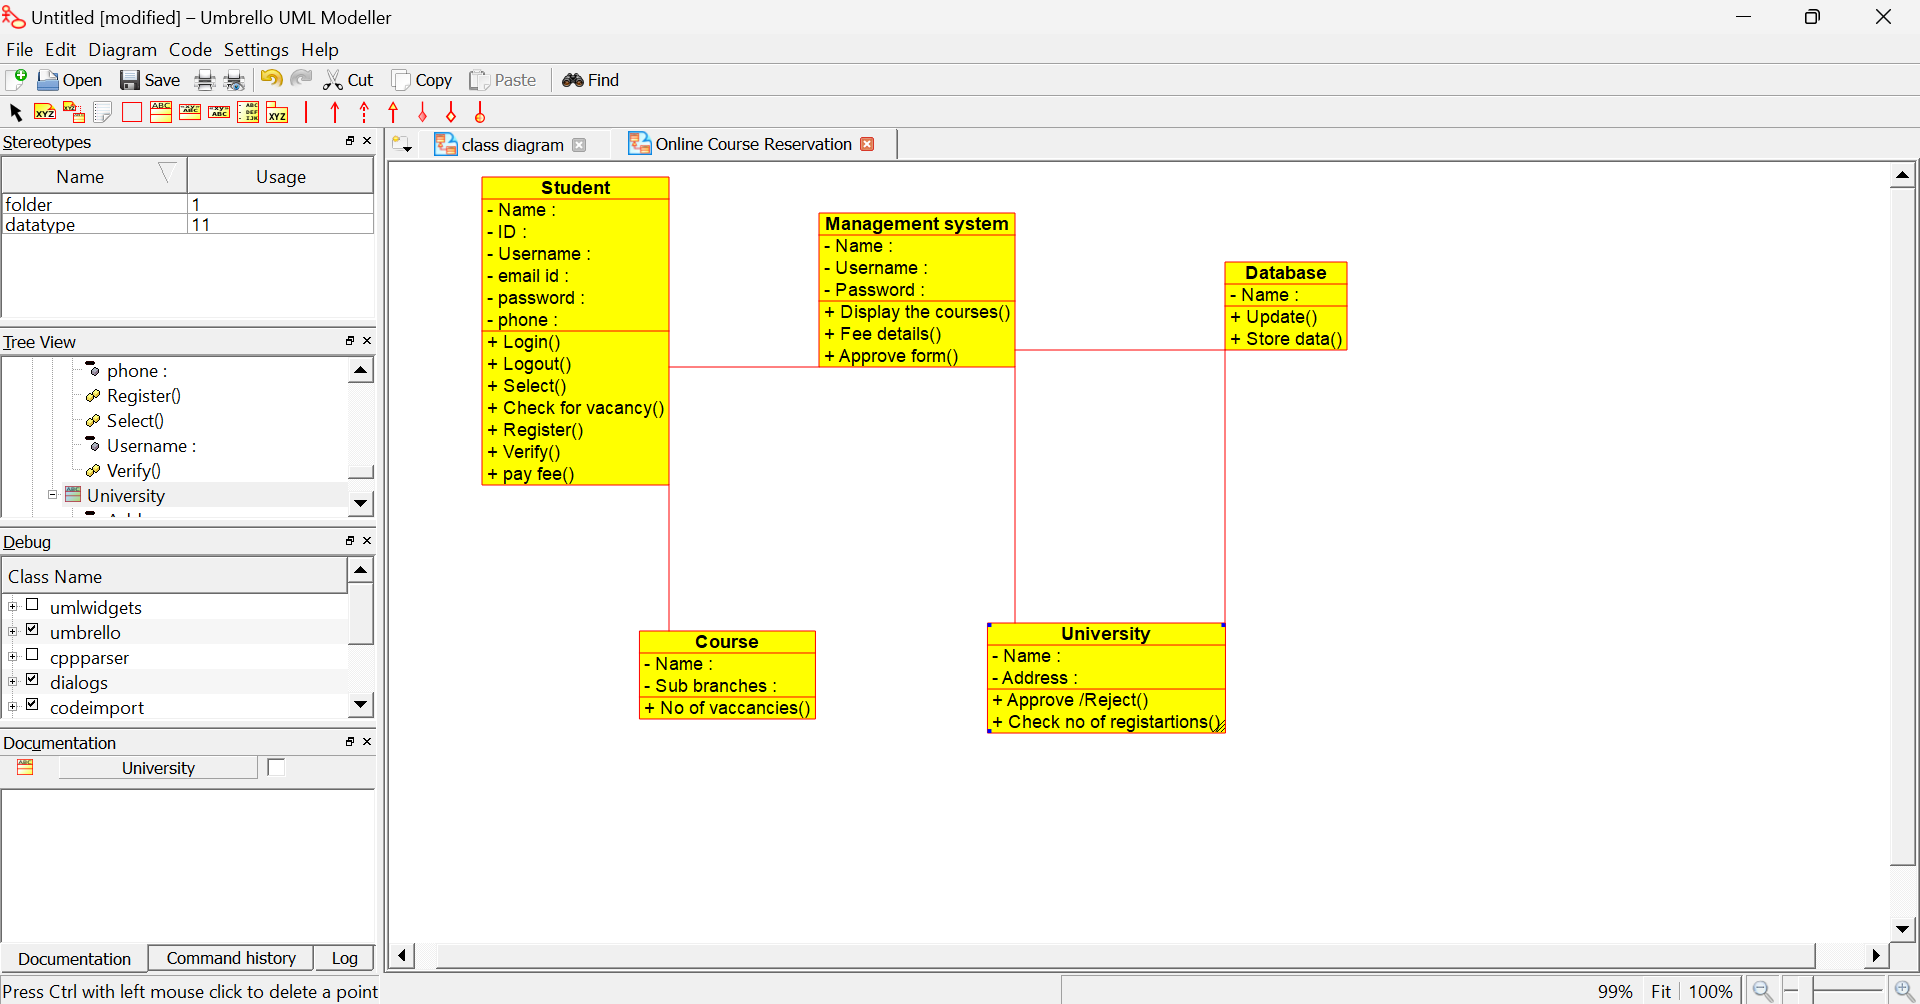 Untitled [modified] – Umbrello UML Modeller
File Edit Diagram Code Settings Help
Open Save Cut Copy Paste Find
Stereotypes
Name Usage
folder 1
datatype 11
Tree View
phone :
Register()
Select()
Username :
Verify()
University
Debug
Class Name
umlwidgets
umbrello
cppparser
dialogs
codeimport
Documentation
University
Documentation Command history Log
Press Ctrl with left mouse click to delete a point
class diagram Online Course Reservation
Student
- Name :
- ID :
- Username :
- email id :
- password :
- phone :
+ Login()
+ Logout()
+ Select()
+ Check for vacancy()
+ Register()
+ Verify()
+ pay fee()
Management system
- Name :
- Username :
- Password :
+ Display the courses()
+ Fee details()
+ Approve form()
Database
- Name :
+ Update()
+ Store data()
Course
- Name :
- Sub branches :
+ No of vaccancies()
University
- Name :
- Address :
+ Approve /Reject()
+ Check no of registartions()
99% Fit 100%